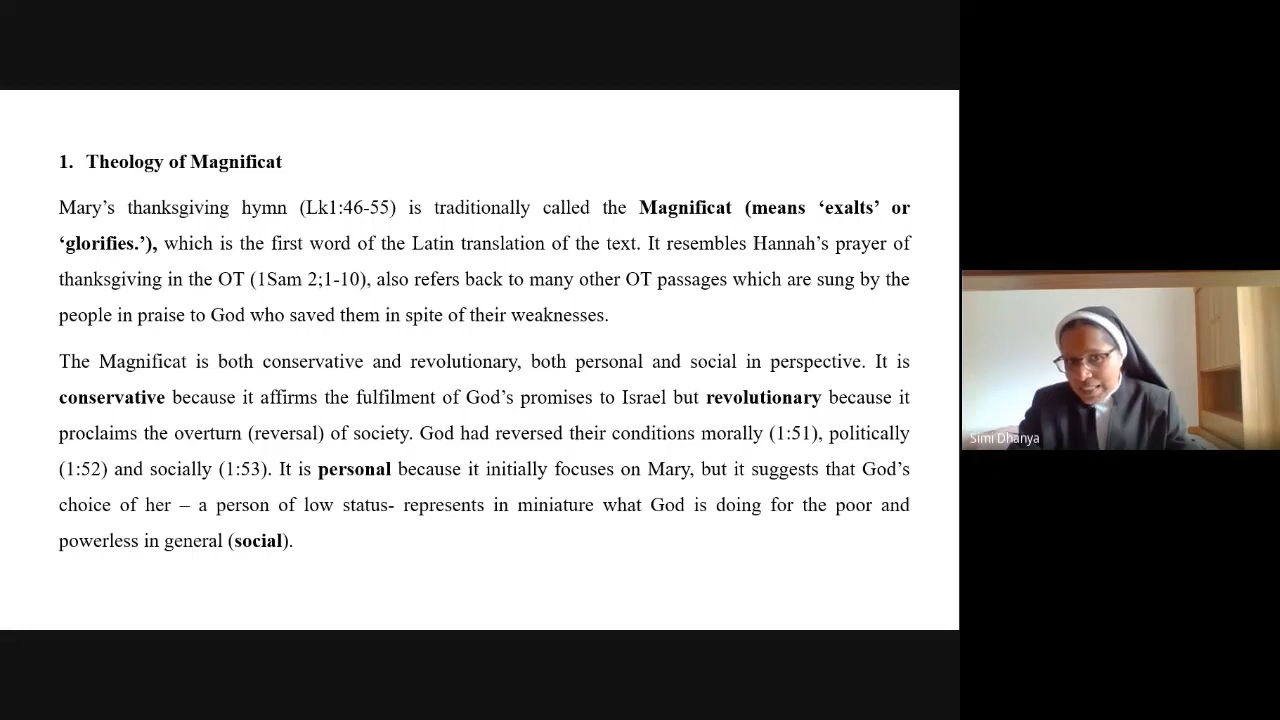 1. Theology of Magnificat
Mary’s thanksgiving hymn (Lk1:46-55) is traditionally called the Magnificat (means ‘exalts’ or
‘glorifies.’), which is the first word of the Latin translation of the text. It resembles Hannah’s prayer of
thanksgiving in the OT (1Sam 2;1-10), also refers back to many other OT passages which are sung by the
people in praise to God who saved them in spite of their weaknesses.
The Magnificat is both conservative and revolutionary, both personal and social in perspective. It is
conservative because it affirms the fulfilment of God’s promises to Israel but revolutionary because it
proclaims the overturn (reversal) of society. God had reversed their conditions morally (1:51), politically
(1:52) and socially (1:53). It is personal because it initially focuses on Mary, but it suggests that God’s
choice of her – a person of low status- represents in miniature what God is doing for the poor and
powerless in general (social).
Simi Dhanya